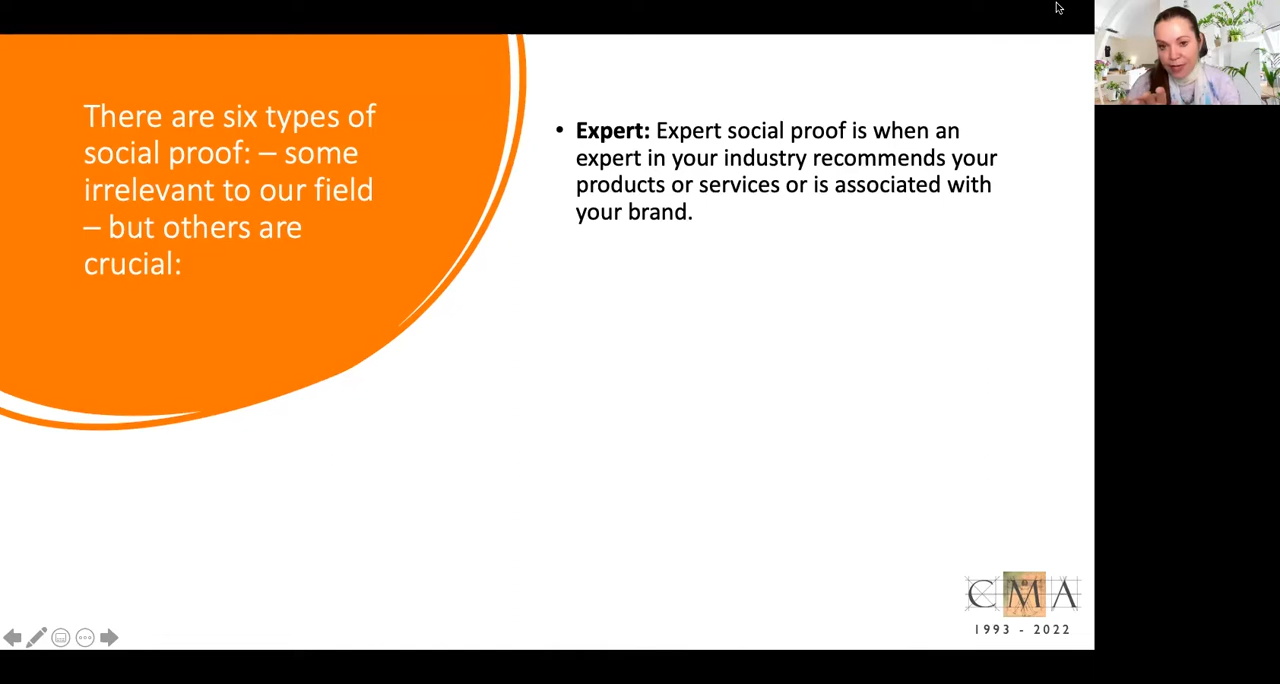 There are six types of
social proof: – some
irrelevant to our field
– but others are
crucial:
• Expert: Expert social proof is when an
expert in your industry recommends your
products or services or is associated with
your brand.
CMA
1993 - 2022